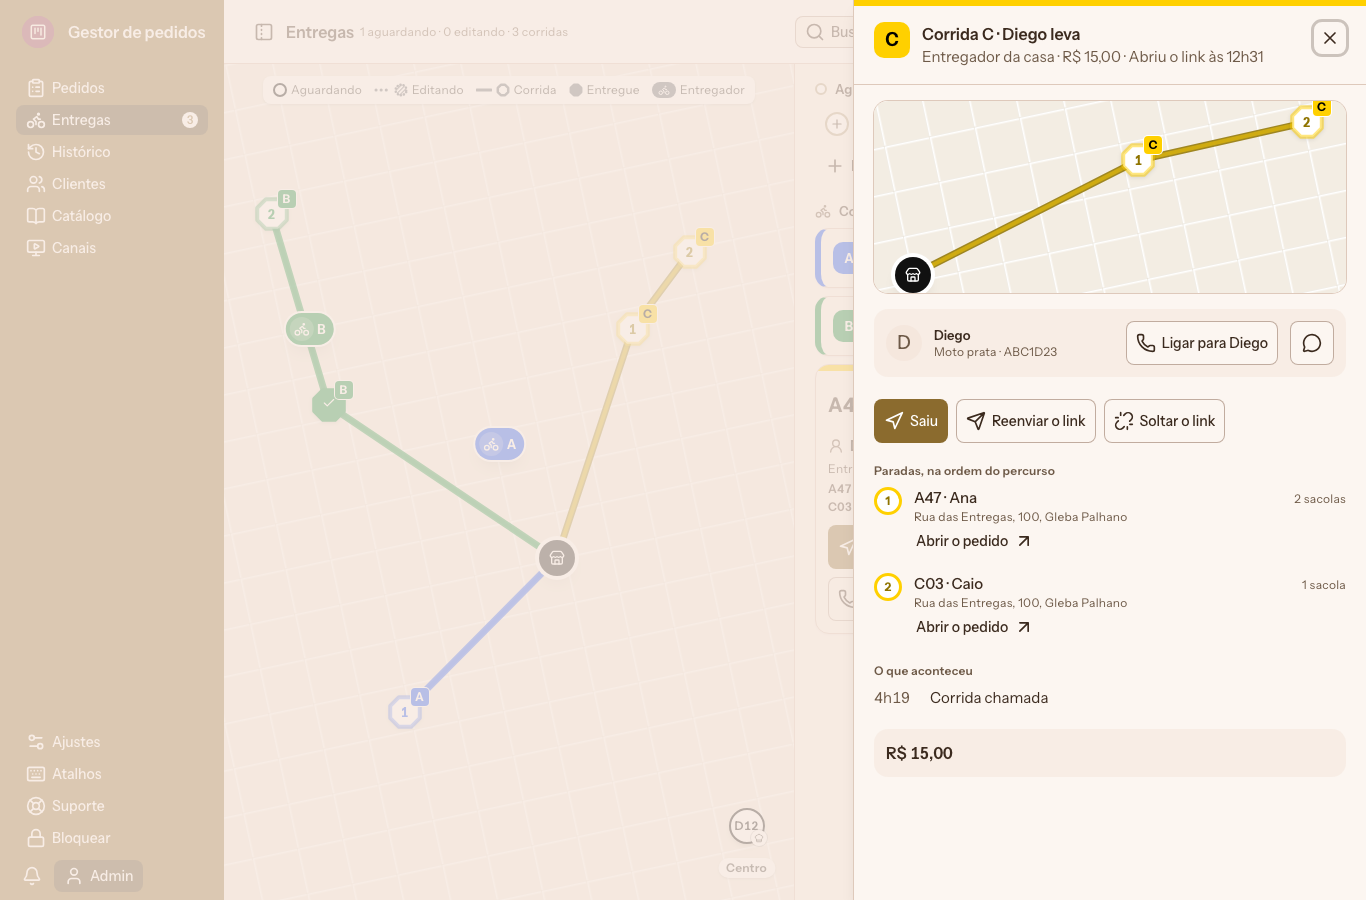 Gestor de pedidos
Pedidos
Entregas 3
Histórico
Clientes
Catálogo
Canais
Ajustes
Atalhos
Suporte
Bloquear
Admin
Entregas 1 aguardando · 0 editando · 3 corridas
Aguardando Editando Corrida Entregue Entregador
B
2
B
B
C
2
C
1
A
A
1
D12
Centro
A
B
A47
C03
C
Corrida C · Diego leva
Entregador da casa · R$ 15,00 · Abriu o link às 12h31
C
2
C
1
D
Diego
Moto prata · ABC1D23
Ligar para Diego
Saiu
Reenviar o link
Soltar o link
Paradas, na ordem do percurso
1 A47 · Ana 2 sacolas
Rua das Entregas, 100, Gleba Palhano
Abrir o pedido
2 C03 · Caio 1 sacola
Rua das Entregas, 100, Gleba Palhano
Abrir o pedido
O que aconteceu
4h19 Corrida chamada
R$ 15,00